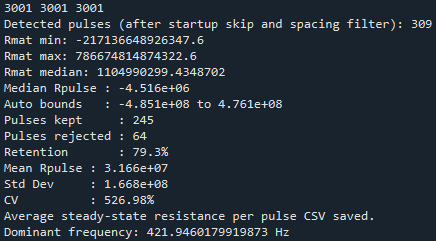 3001 3001 3001
Detected pulses (after startup skip and spacing filter): 309
Rmat min: -217136648926347.6
Rmat max: 786674814874322.6
Rmat median: 1104990299.4348702
Median Rpulse : -4.516e+06
Auto bounds   : -4.851e+08 to 4.761e+08
Pulses kept     : 245
Pulses rejected : 64
Retention       : 79.3%
Mean Rpulse : 3.166e+07
Std Dev     : 1.668e+08
CV          : 526.98%
Average steady-state resistance per pulse CSV saved.
Dominant frequency: 421.9460179919873 Hz